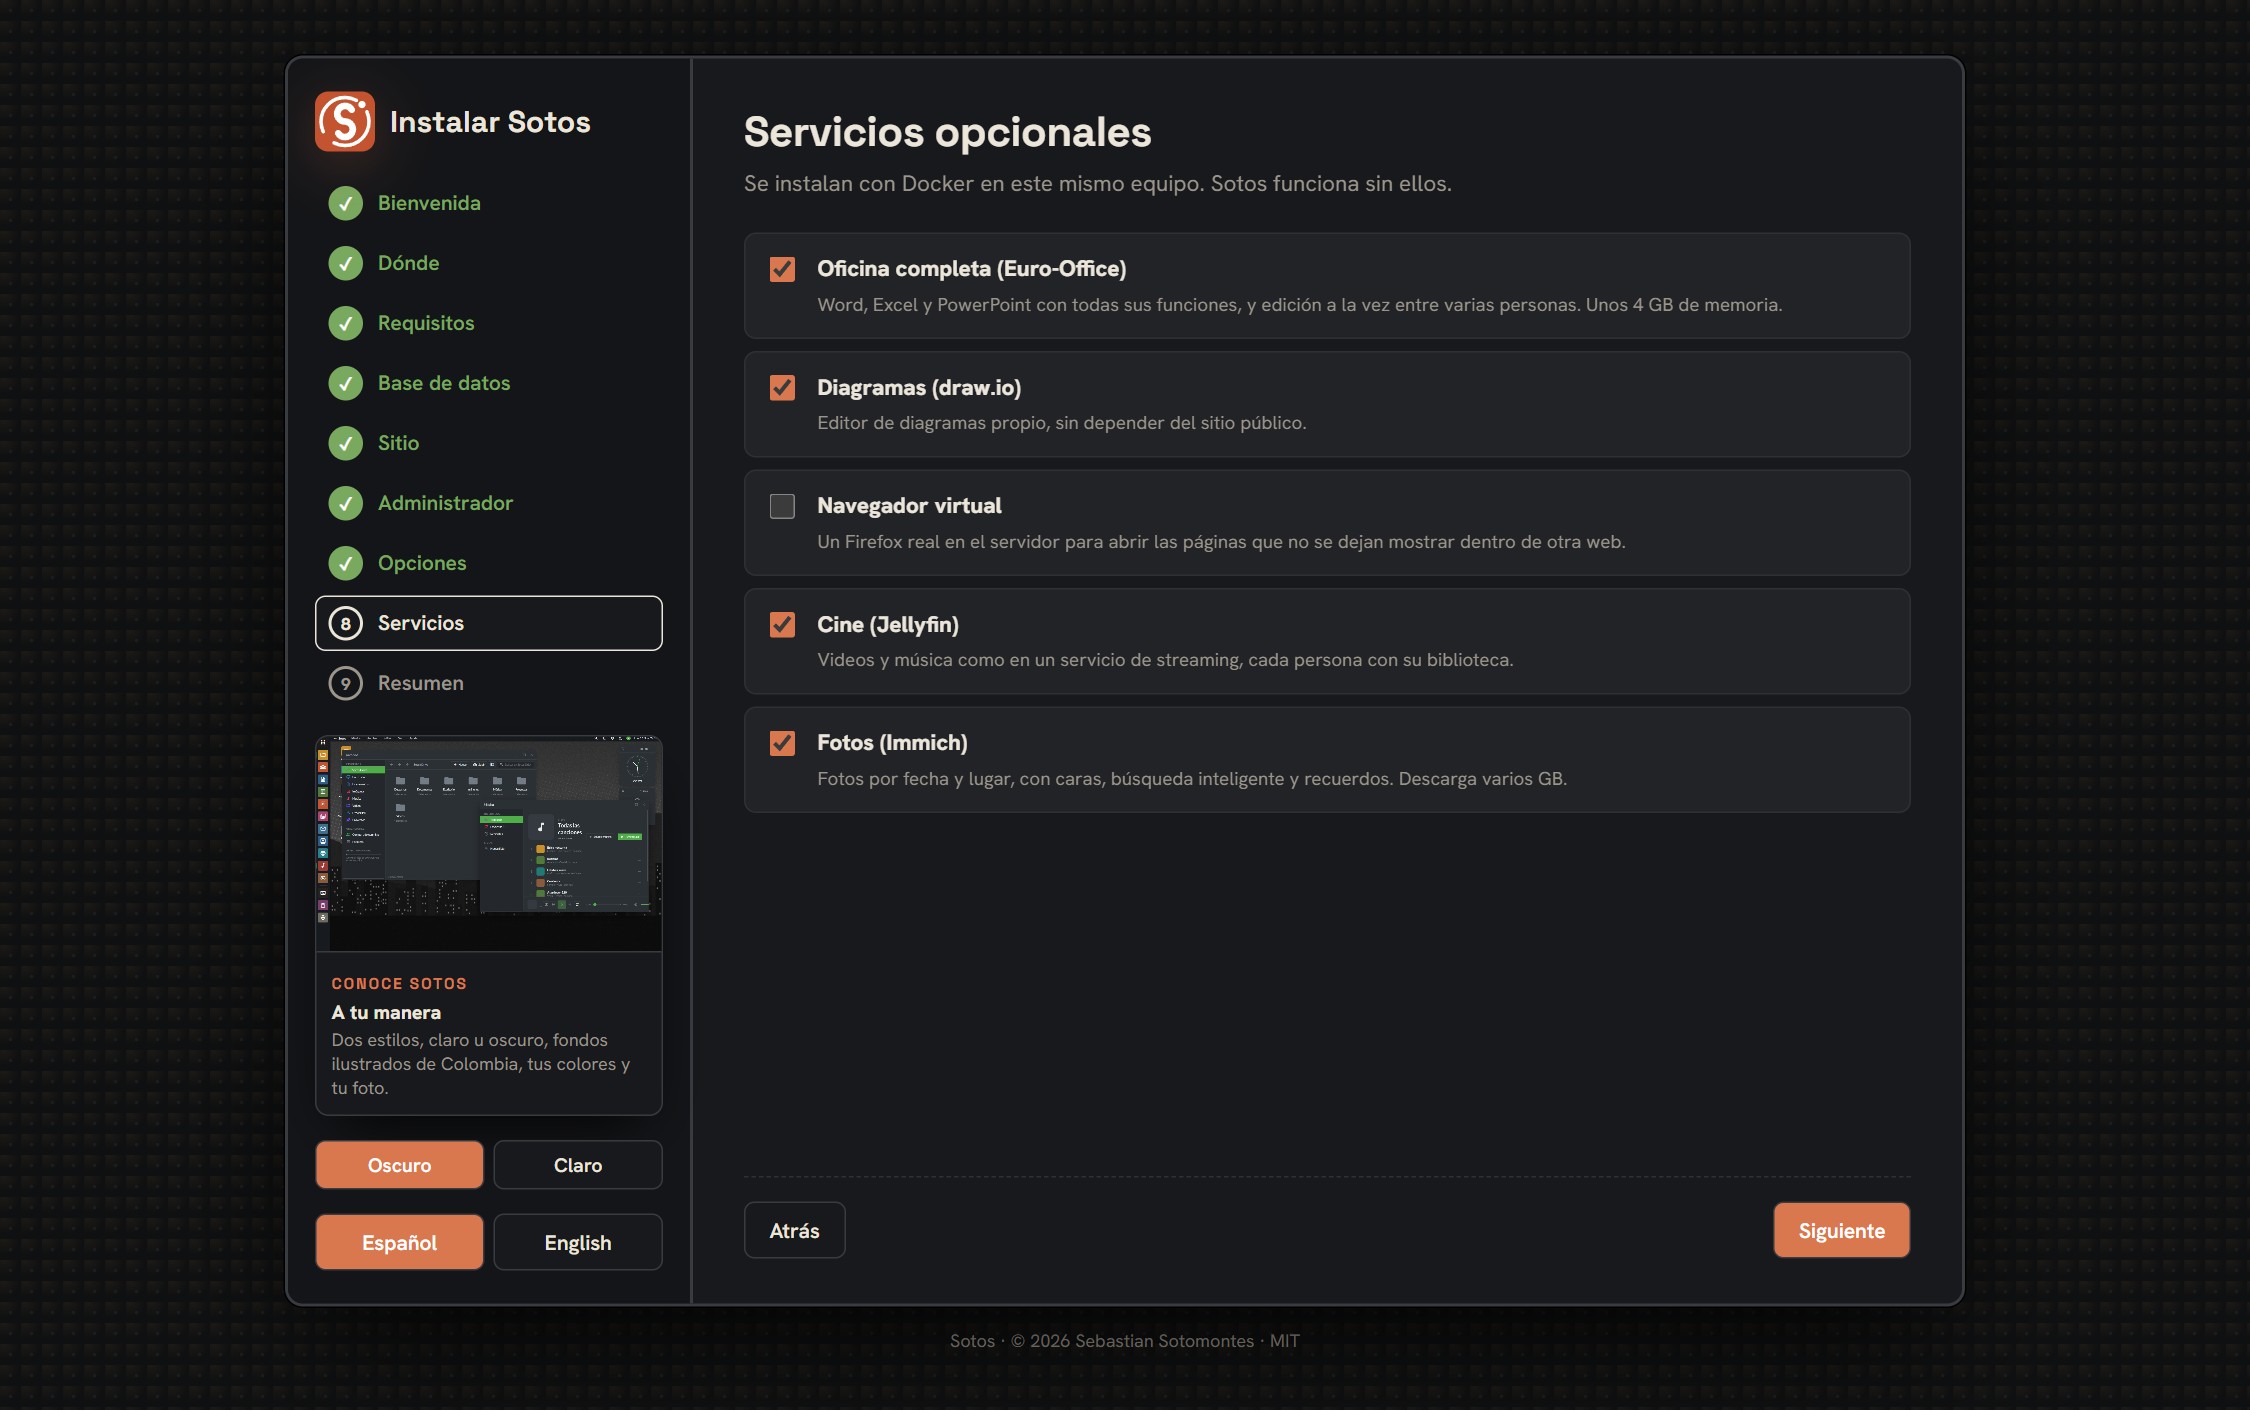 Instalar Sotos
Bienvenida
Dónde
Requisitos
Base de datos
Sitio
Administrador
Opciones
8 Servicios
9 Resumen
Todas las
canciones
CONOCE SOTOS
A tu manera
Dos estilos, claro u oscuro, fondos
ilustrados de Colombia, tus colores y
tu foto.
Oscuro Claro
Español English
Servicios opcionales
Se instalan con Docker en este mismo equipo. Sotos funciona sin ellos.
Oficina completa (Euro-Office)
Word, Excel y PowerPoint con todas sus funciones, y edición a la vez entre varias personas. Unos 4 GB de memoria.
Diagramas (draw.io)
Editor de diagramas propio, sin depender del sitio público.
Navegador virtual
Un Firefox real en el servidor para abrir las páginas que no se dejan mostrar dentro de otra web.
Cine (Jellyfin)
Videos y música como en un servicio de streaming, cada persona con su biblioteca.
Fotos (Immich)
Fotos por fecha y lugar, con caras, búsqueda inteligente y recuerdos. Descarga varios GB.
Atrás Siguiente
Sotos · © 2026 Sebastian Sotomontes · MIT